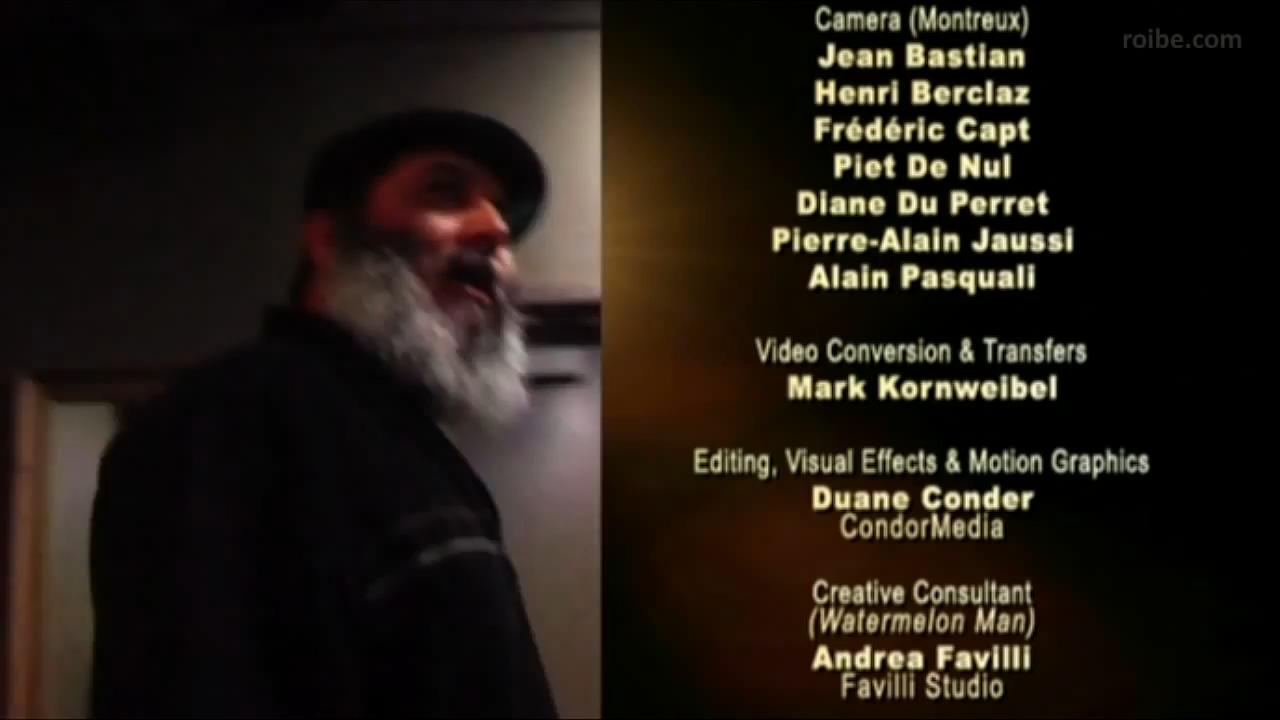 roibe.com
Camera (Montreux)
Jean Bastian
Henri Berclaz
Frédéric Capt
Piet De Nul
Diane Du Perret
Pierre-Alain Jaussi
Alain Pasquali
Video Conversion & Transfers
Mark Kornweibel
Editing, Visual Effects & Motion Graphics
Duane Conder
CondorMedia
Creative Consultant
(Watermelon Man)
Andrea Favilli
Favilli Studio